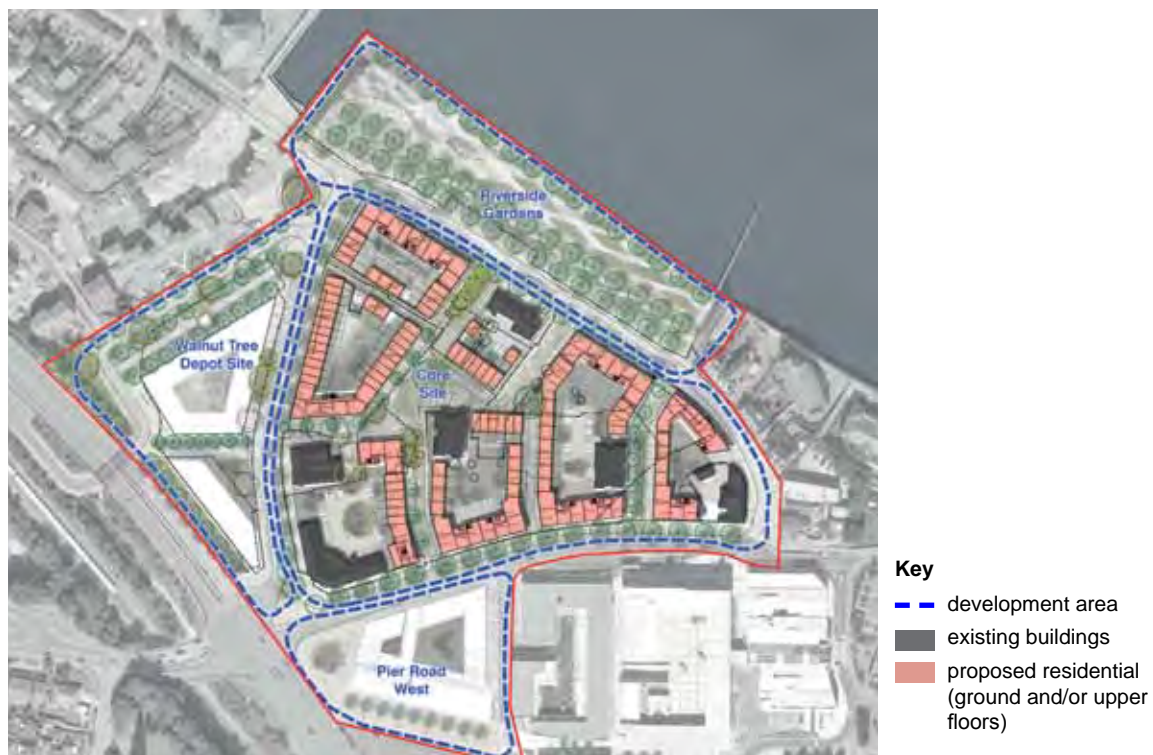 Riverside
Gardens
Walnut Tree
Depot Site
Core
Site
Pier Road
West
Key
development area
existing buildings
proposed residential
(ground and/or upper
floors)